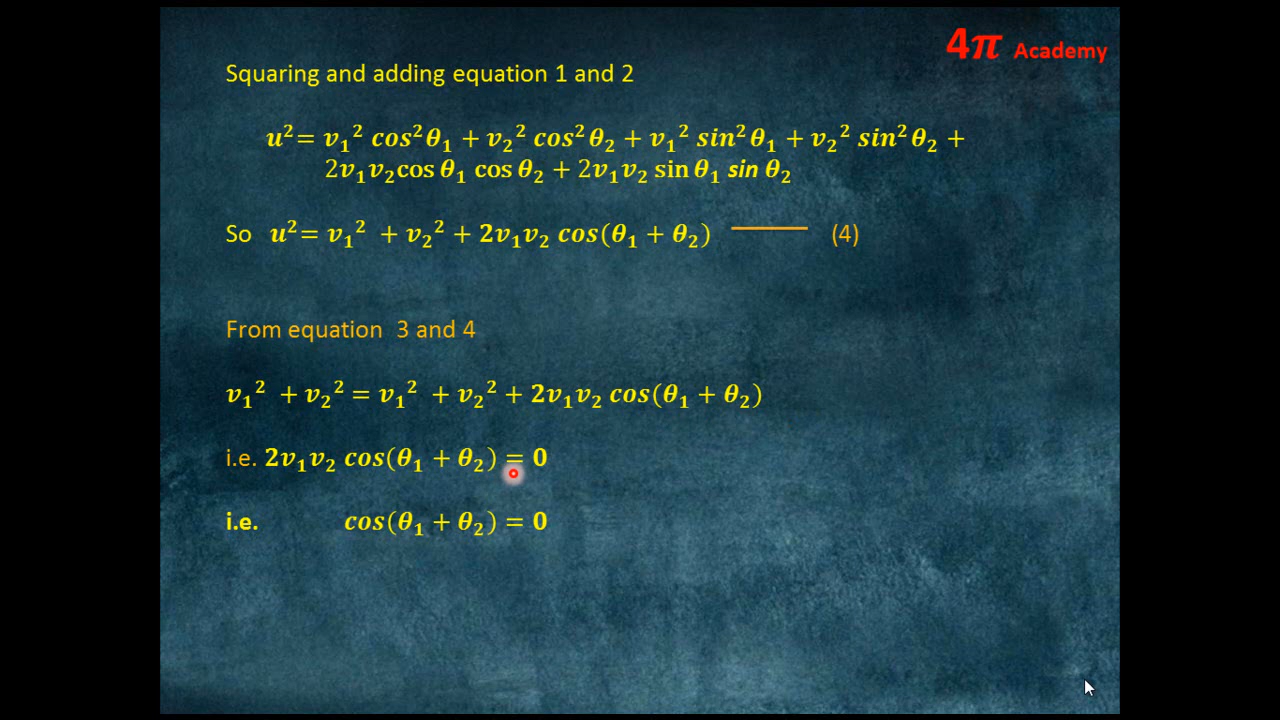 4π Academy
Squaring and adding equation 1 and 2
u²= v₁² cos²θ₁ + v₂² cos²θ₂ + v₁² sin²θ₁ + v₂² sin²θ₂ +
2v₁v₂cos θ₁ cos θ₂ + 2v₁v₂ sin θ₁ sin θ₂
So u²= v₁² + v₂² + 2v₁v₂ cos(θ₁ + θ₂) ——— (4)
From equation 3 and 4
v₁² + v₂² = v₁² + v₂² + 2v₁v₂ cos(θ₁ + θ₂)
i.e. 2v₁v₂ cos(θ₁ + θ₂) = 0
i.e. cos(θ₁ + θ₂) = 0